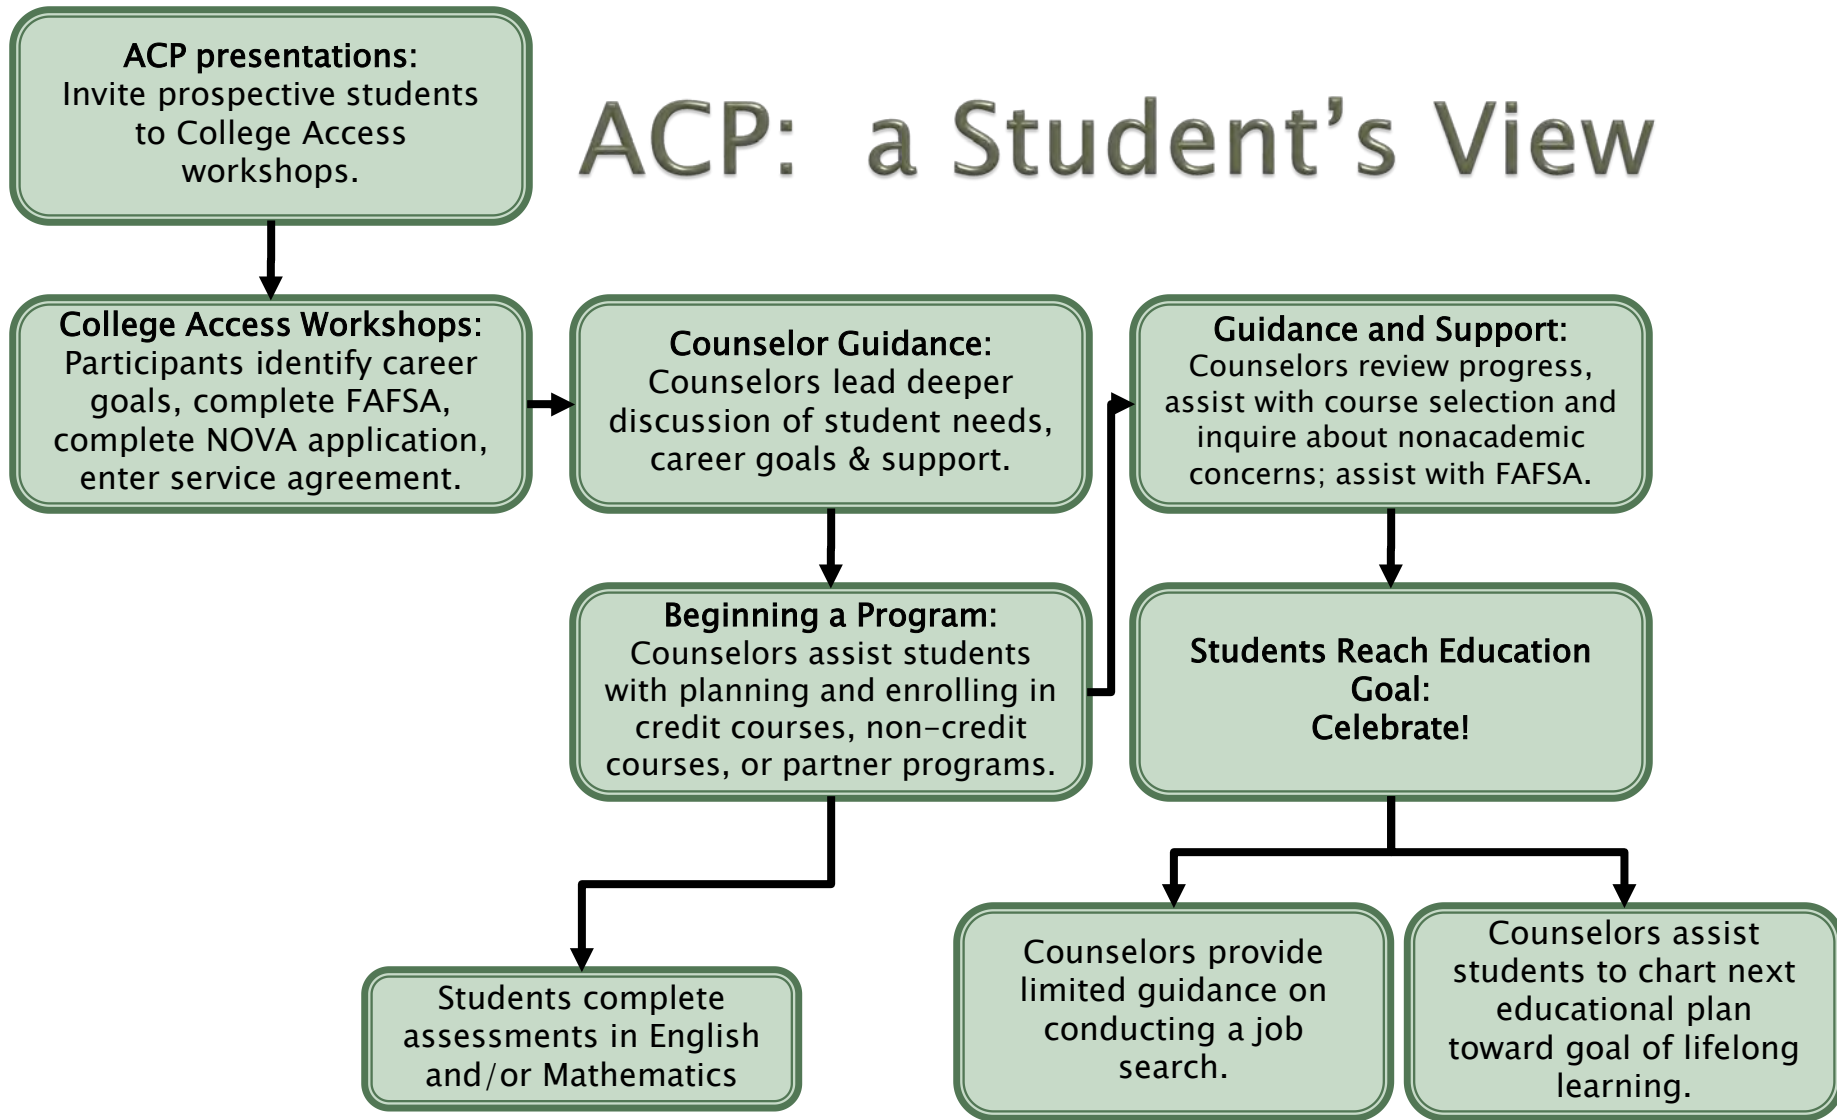 ACP presentations:
Invite prospective students
to College Access
workshops.
ACP:  a Student’s View
College Access Workshops:
Participants identify career
goals, complete FAFSA,
complete NOVA application,
enter service agreement.
Counselor Guidance:
Counselors lead deeper
discussion of student needs,
career goals & support.
Guidance and Support:
Counselors review progress,
assist with course selection and
inquire about nonacademic
concerns; assist with FAFSA.
Beginning a Program:
Counselors assist students
with planning and enrolling in
credit courses, non-credit
courses, or partner programs.
Students Reach Education
Goal:
Celebrate!
Students complete
assessments in English
and/or Mathematics
Counselors provide
limited guidance on
conducting a job
search.
Counselors assist
students to chart next
educational plan
toward goal of lifelong
learning.